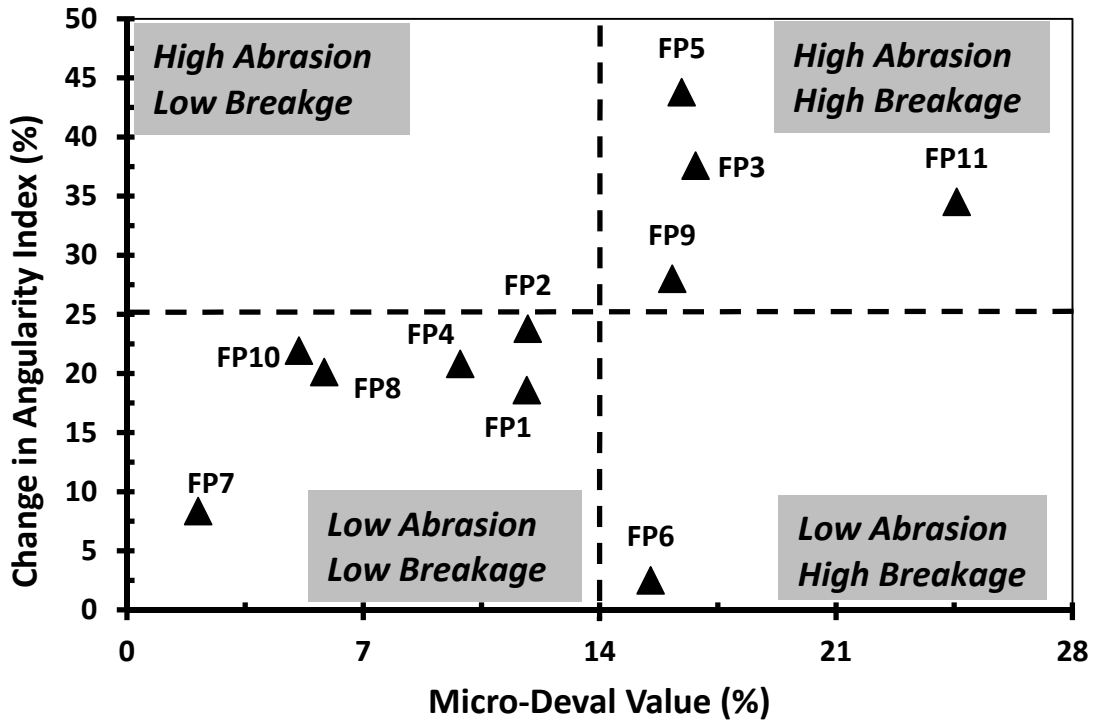 50
45
40
35
30
25
20
15
10
5
0
Change in Angularity Index (%)
High Abrasion
Low Breakge
High Abrasion
High Breakage
FP5
FP3
FP11
FP9
FP2
FP4
FP10
FP8
FP1
FP7
FP6
Low Abrasion
Low Breakage
Low Abrasion
High Breakage
0 7 14 21 28
Micro-Deval Value (%)